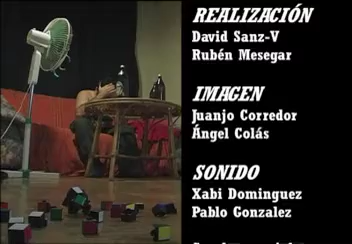 REALIZACIÓN
David Sanz-V
Rubén Mesegar
IMAGEN
Juanjo Corredor
Ángel Colás
SONIDO
Xabi Dominguez
Pablo Gonzalez